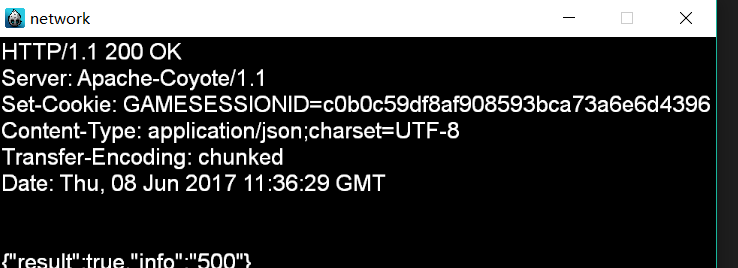 network
HTTP/1.1 200 OK
Server: Apache-Coyote/1.1
Set-Cookie: GAMESESSIONID=c0b0c59df8af908593bca73a6e6d4396
Content-Type: application/json;charset=UTF-8
Transfer-Encoding: chunked
Date: Thu, 08 Jun 2017 11:36:29 GMT
{"result":true,"info":"500"}